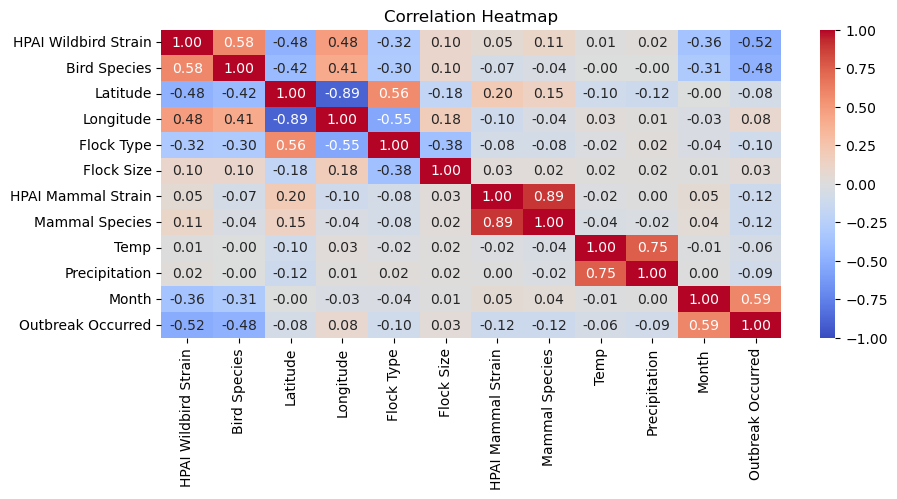 Correlation Heatmap
HPAI Wildbird Strain 1.00 0.58 -0.48 0.48 -0.32 0.10 0.05 0.11 0.01 0.02 -0.36 -0.52
Bird Species 0.58 1.00 -0.42 0.41 -0.30 0.10 -0.07 -0.04 -0.00 -0.00 -0.31 -0.48
Latitude -0.48 -0.42 1.00 -0.89 0.56 -0.18 0.20 0.15 -0.10 -0.12 -0.00 -0.08
Longitude 0.48 0.41 -0.89 1.00 -0.55 0.18 -0.10 -0.04 0.03 0.01 -0.03 0.08
Flock Type -0.32 -0.30 0.56 -0.55 1.00 -0.38 -0.08 -0.08 -0.02 0.02 -0.04 -0.10
Flock Size 0.10 0.10 -0.18 0.18 -0.38 1.00 0.03 0.02 0.02 0.02 0.01 0.03
HPAI Mammal Strain 0.05 -0.07 0.20 -0.10 -0.08 0.03 1.00 0.89 -0.02 0.00 0.05 -0.12
Mammal Species 0.11 -0.04 0.15 -0.04 -0.08 0.02 0.89 1.00 -0.04 -0.02 0.04 -0.12
Temp 0.01 -0.00 -0.10 0.03 -0.02 0.02 -0.02 -0.04 1.00 0.75 -0.01 -0.06
Precipitation 0.02 -0.00 -0.12 0.01 0.02 0.02 0.00 -0.02 0.75 1.00 0.00 -0.09
Month -0.36 -0.31 -0.00 -0.03 -0.04 0.01 0.05 0.04 -0.01 0.00 1.00 0.59
Outbreak Occurred -0.52 -0.48 -0.08 0.08 -0.10 0.03 -0.12 -0.12 -0.06 -0.09 0.59 1.00
HPAI Wildbird Strain
Bird Species
Latitude
Longitude
Flock Type
Flock Size
HPAI Mammal Strain
Mammal Species
Temp
Precipitation
Month
Outbreak Occurred
1.00
0.75
0.50
0.25
0.00
−0.25
−0.50
−0.75
−1.00